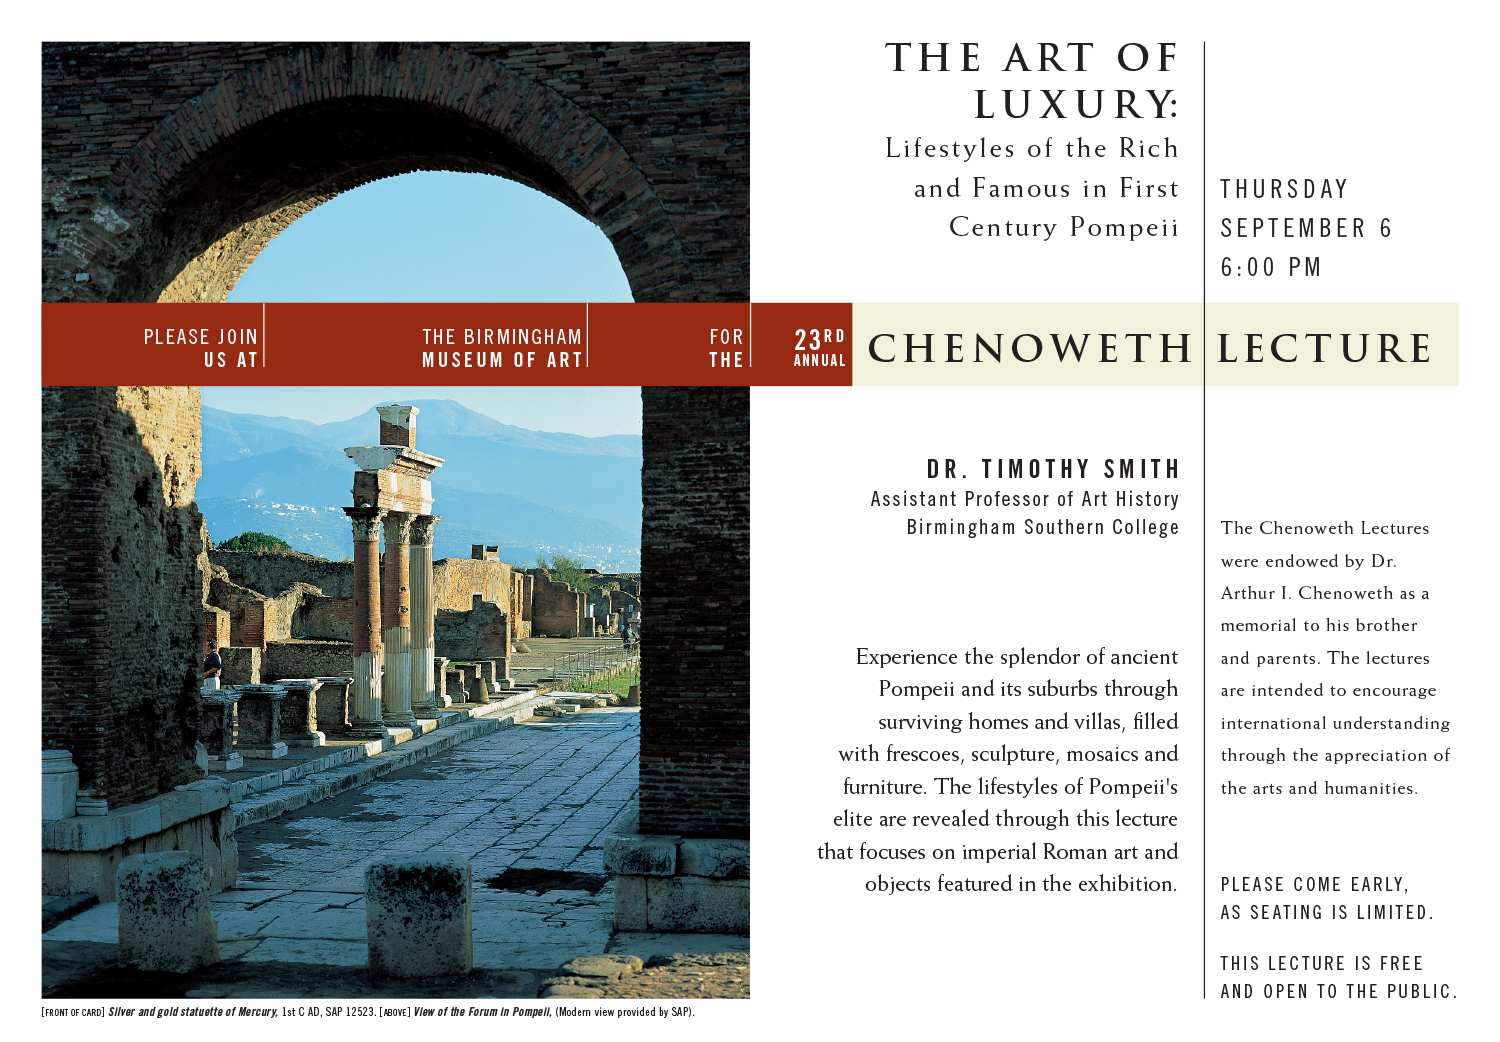 THE ART OF
LUXURY:
Lifestyles of the Rich
and Famous in First
Century Pompeii
THURSDAY
SEPTEMBER 6
6:00 PM
PLEASE JOIN
US AT
THE BIRMINGHAM
MUSEUM OF ART
FOR
THE
23RD
ANNUAL
CHENOWETH LECTURE
DR. TIMOTHY SMITH
Assistant Professor of Art History
Birmingham Southern College
Experience the splendor of ancient
Pompeii and its suburbs through
surviving homes and villas, filled
with frescoes, sculpture, mosaics and
furniture. The lifestyles of Pompeii's
elite are revealed through this lecture
that focuses on imperial Roman art and
objects featured in the exhibition.
The Chenoweth Lectures
were endowed by Dr.
Arthur I. Chenoweth as a
memorial to his brother
and parents. The lectures
are intended to encourage
international understanding
through the appreciation of
the arts and humanities.
PLEASE COME EARLY,
AS SEATING IS LIMITED.
THIS LECTURE IS FREE
AND OPEN TO THE PUBLIC.
[FRONT OF CARD] Silver and gold statuette of Mercury, 1st C AD, SAP 12523. [ABOVE] View of the Forum in Pompeii, (Modern view provided by SAP).